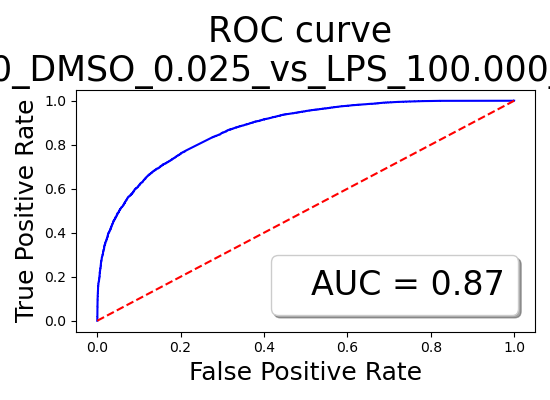 ROC curve
0_DMSO_0.025_vs_LPS_100.000_
True Positive Rate
1.0
0.8
0.6
0.4
0.2
0.0
AUC = 0.87
0.0 0.2 0.4 0.6 0.8 1.0
False Positive Rate